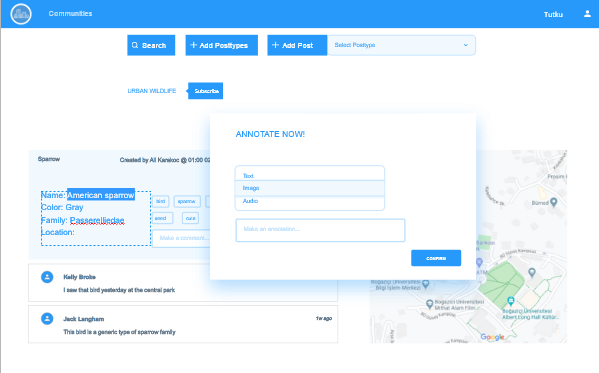 Communities
Tutku
Search
Add Posttypes
Add Post
Select Posttype
URBAN WILDLIFE
Subscribe
ANNOTATE NOW!
Sparrow
Created by Ali Karakoc @ 01:00 02
Text
Image
Audio
Name: American sparrow
Color: Gray
Family: Passerellidae
Location:
bird
sparrow
seed
Make a comment...
Make an annotation...
CONFIRM
Kelly Broke
I saw that bird yesterday at the central park
Jack Langham
1w ago
This bird is a generic type of sparrow family
Bürred
ATM
Boğaziçi Üniversitesi
Bilgi İşlem Merkezi
Boğaziçi Üniversitesi
Mithat Alam Film...
Boğaziçi Üniversitesi
Albert Long Hall Kültür...
Google